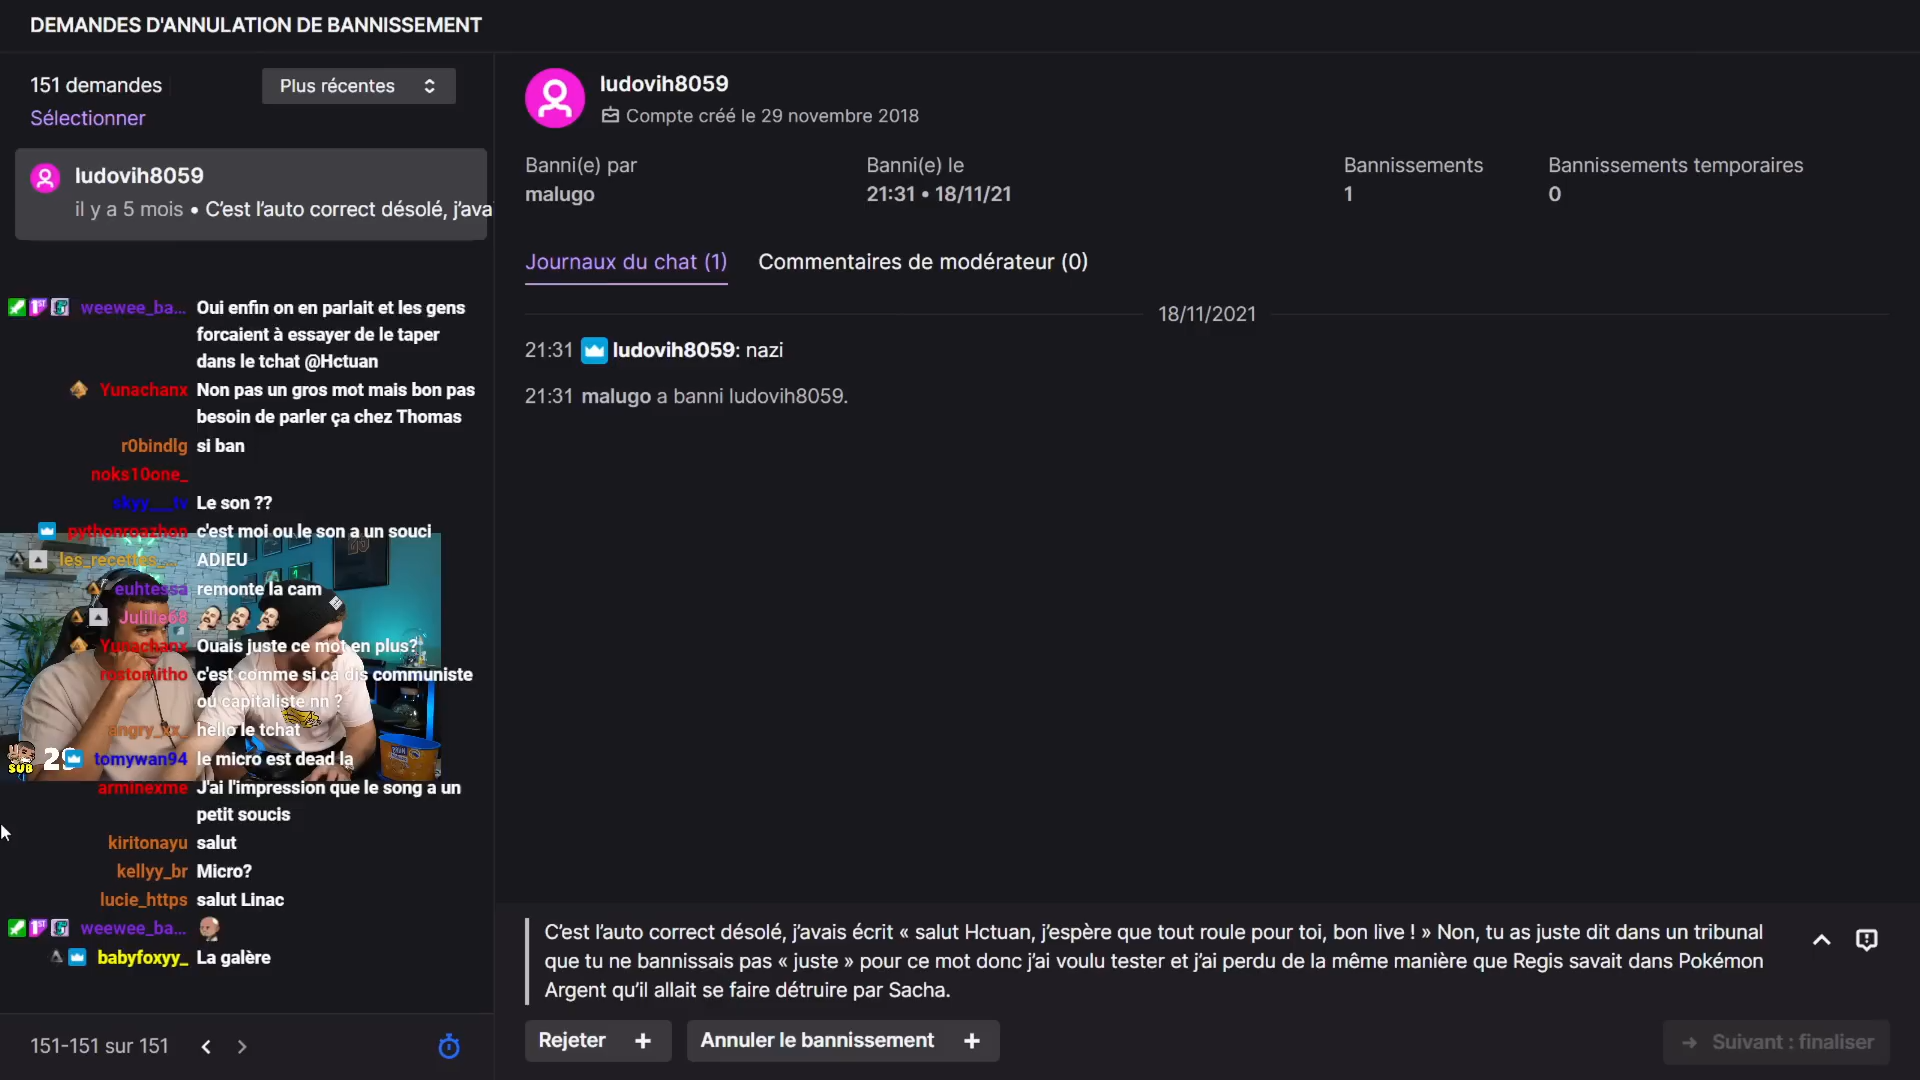 DEMANDES D'ANNULATION DE BANNISSEMENT
151 demandes
Plus récentes
Sélectionner
ludovih8059
il y a 5 mois • C'est l'auto correct désolé, j'ava
weewee_ba... Oui enfin on en parlait et les gens
forcaient à essayer de le taper
dans le tchat @Hctuan
Yunachanx Non pas un gros mot mais bon pas
besoin de parler ça chez Thomas
r0bindlg si ban
noks10one_
skyy___tv Le son ??
pythonroazhon c'est moi ou le son a un souci
les_recettes_... ADIEU
euhtessa remonte la cam
Julille68
Yunachanx Ouais juste ce mot en plus?
rostomitho c'est comme si ca dis communiste
ou capitaliste nn ?
angry_xx_ hello le tchat
SUB
tomywan94 le micro est dead la
arminexme J'ai l'impression que le song a un
petit soucis
kiritonayu salut
kellyy_br Micro?
lucie_https salut Linac
weewee_ba...
babyfoxyy_ La galère
151-151 sur 151
ludovih8059
Compte créé le 29 novembre 2018
Banni(e) par
malugo
Banni(e) le
21:31 • 18/11/21
Bannissements
1
Bannissements temporaires
0
Journaux du chat (1)
Commentaires de modérateur (0)
18/11/2021
21:31 ludovih8059: nazi
21:31 malugo a banni ludovih8059.
C'est l'auto correct désolé, j'avais écrit « salut Hctuan, j'espère que tout roule pour toi, bon live ! » Non, tu as juste dit dans un tribunal
que tu ne bannissais pas « juste » pour ce mot donc j'ai voulu tester et j'ai perdu de la même manière que Regis savait dans Pokémon
Argent qu'il allait se faire détruire par Sacha.
Rejeter +
Annuler le bannissement +
Suivant : finaliser